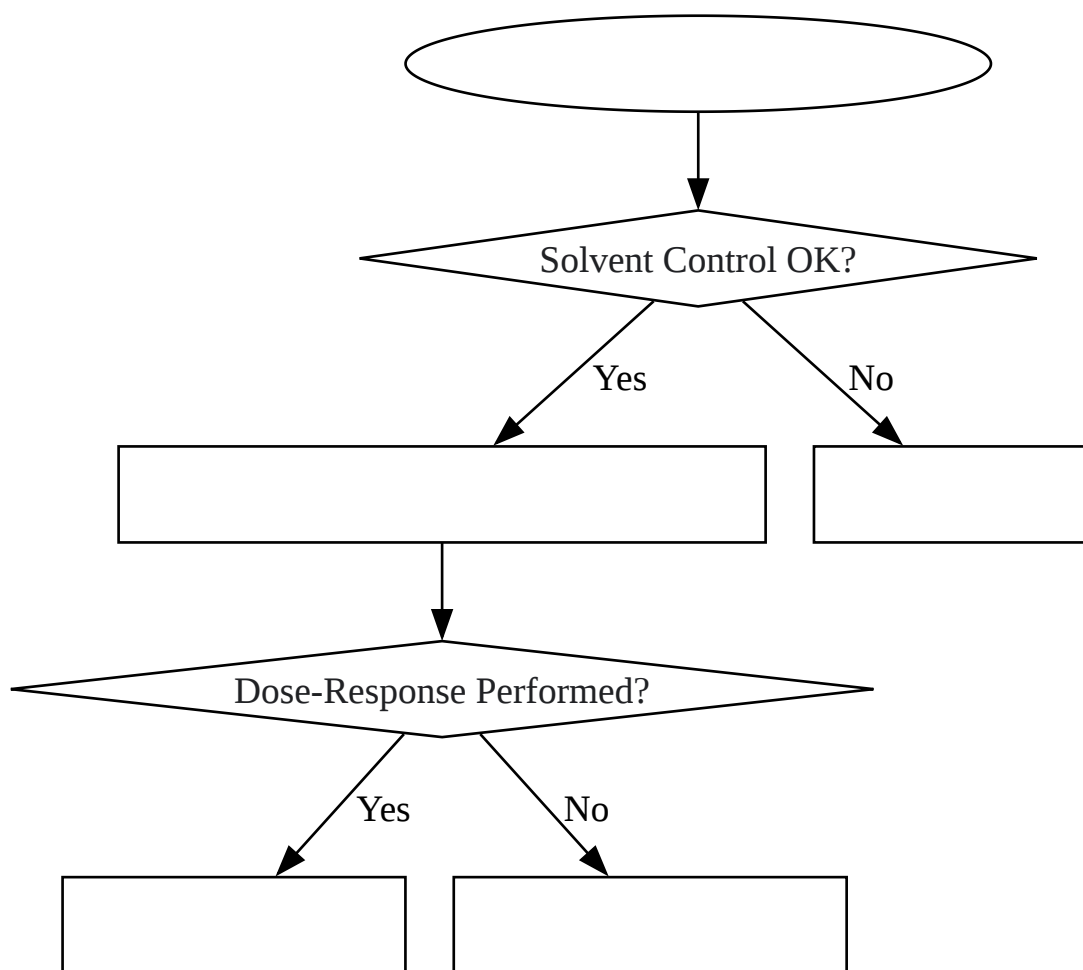 Solvent Control OK?
Yes
No
Dose-Response Performed?
Yes
No